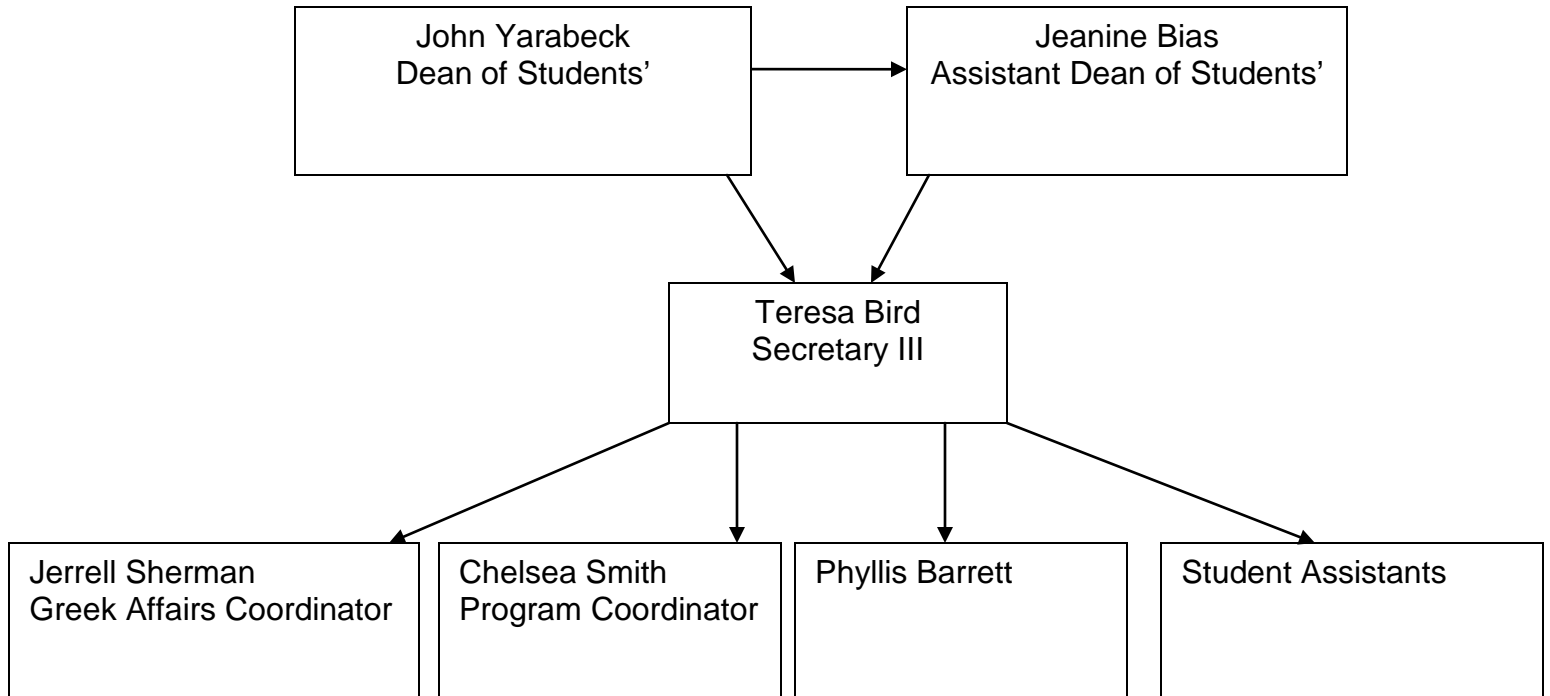 John Yarabeck
Dean of Students’
Jeanine Bias
Assistant Dean of Students’
Teresa Bird
Secretary III
Jerrell Sherman
Greek Affairs Coordinator
Chelsea Smith
Program Coordinator
Phyllis Barrett
Student Assistants